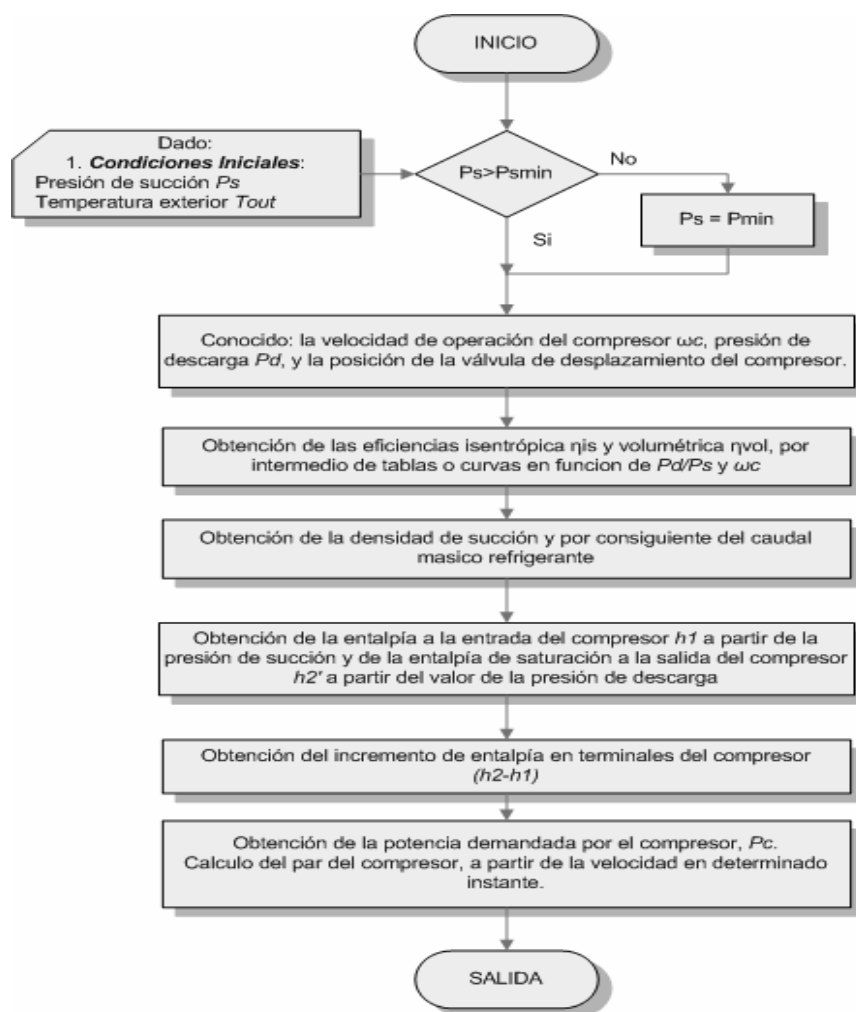 INICIO
Dado:
1. Condiciones Iniciales:
Presión de succión Ps
Temperatura exterior Tout
Ps>Psmin
No
Ps = Pmin
Si
Conocido: la velocidad de operación del compresor ωc, presión de
descarga Pd, y la posición de la válvula de desplazamiento del compresor.
Obtención de las eficiencias isentrópica ηis y volumétrica ηvol, por
intermedio de tablas o curvas en funcion de Pd/Ps y ωc
Obtención de la densidad de succión y por consiguiente del caudal
masico refrigerante
Obtención de la entalpía a la entrada del compresor h1 a partir de la
presión de succión y de la entalpía de saturación a la salida del compresor
h2' a partir del valor de la presión de descarga
Obtención del incremento de entalpía en terminales del compresor
(h2-h1)
Obtención de la potencia demandada por el compresor, Pc.
Calculo del par del compresor, a partir de la velocidad en determinado
instante.
SALIDA